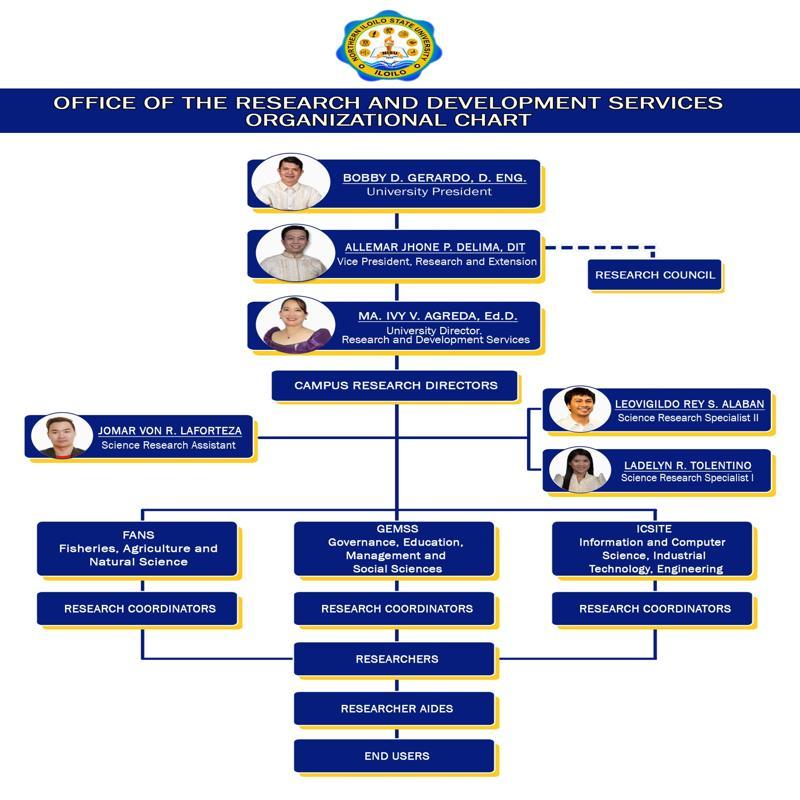 NORTHERN ILOILO STATE UNIVERSITY
NISU
ILOILO
OFFICE OF THE RESEARCH AND DEVELOPMENT SERVICES
ORGANIZATIONAL CHART
BOBBY D. GERARDO, D. ENG.
University President
ALLEMAR JHONE P. DELIMA, DIT
Vice President, Research and Extension
RESEARCH COUNCIL
MA. IVY V. AGREDA, Ed.D.
University Director.
Research and Development Services
CAMPUS RESEARCH DIRECTORS
JOMAR VON R. LAFORTEZA
Science Research Assistant
LEOVIGILDO REY S. ALABAN
Science Research Specialist II
LADELYN R. TOLENTINO
Science Research Specialist I
FANS
Fisheries, Agriculture and
Natural Science
GEMSS
Governance, Education,
Management and
Social Sciences
ICSITE
Information and Computer
Science, Industrial
Technology, Engineering
RESEARCH COORDINATORS
RESEARCH COORDINATORS
RESEARCH COORDINATORS
RESEARCHERS
RESEARCHER AIDES
END USERS